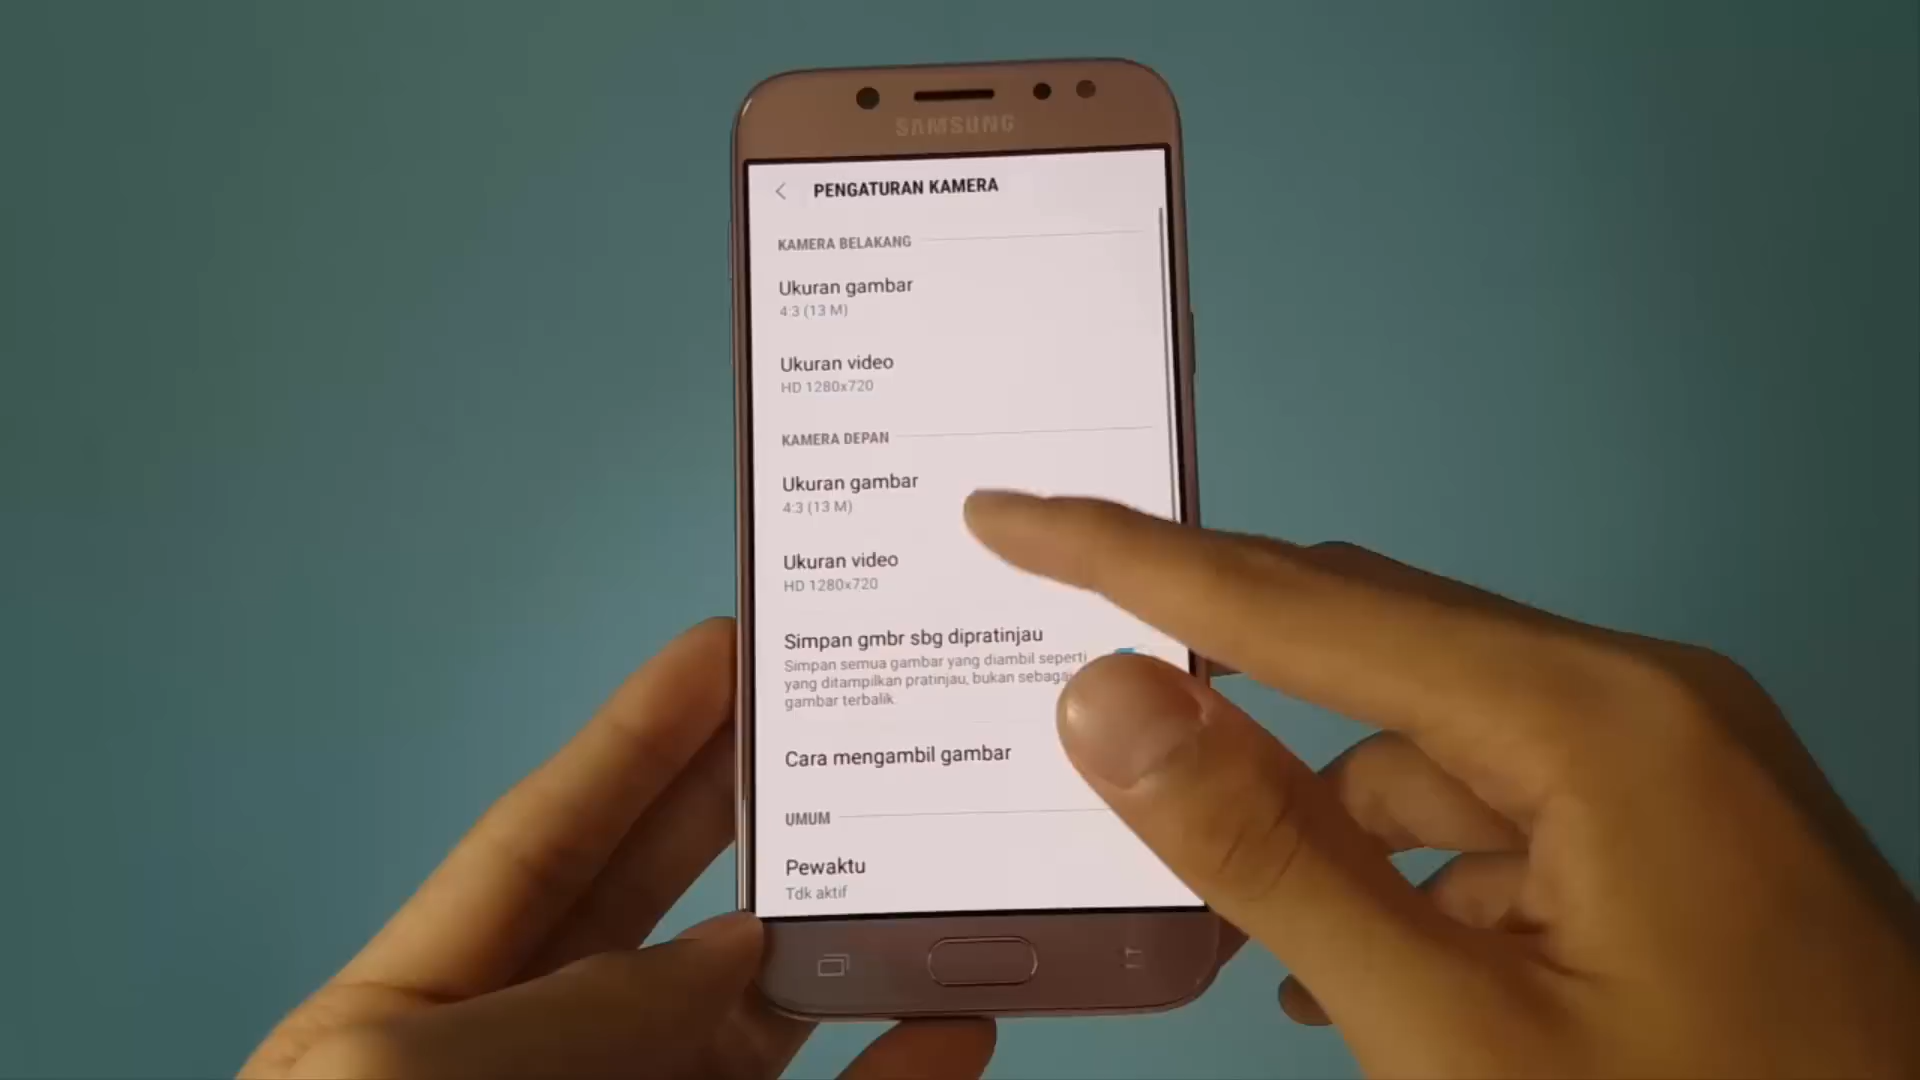 SAMSUNG
PENGATURAN KAMERA
KAMERA BELAKANG
Ukuran gambar
4:3 (13 M)
Ukuran video
HD 1280x720
KAMERA DEPAN
Ukuran gambar
4:3 (13 M)
Ukuran video
HD 1280x720
Simpan gmbr sbg dipratinjau
Simpan semua gambar yang diambil seperti
yang ditampilkan pratinjau, bukan sebagai
gambar terbalik.
Cara mengambil gambar
UMUM
Pewaktu
Tdk aktif